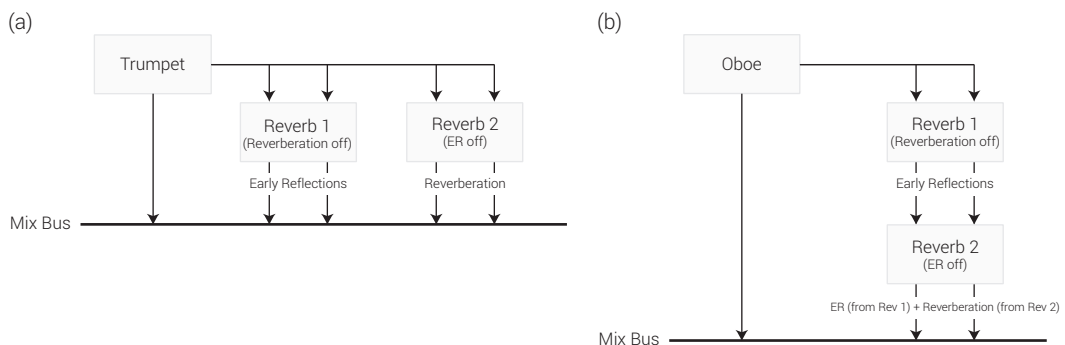 (a)
Trumpet
Reverb 1
(Reverberation off)
Reverb 2
(ER off)
Early Reflections
Reverberation
Mix Bus
(b)
Oboe
Reverb 1
(Reverberation off)
Early Reflections
Reverb 2
(ER off)
ER (from Rev 1) + Reverberation (from Rev 2)
Mix Bus